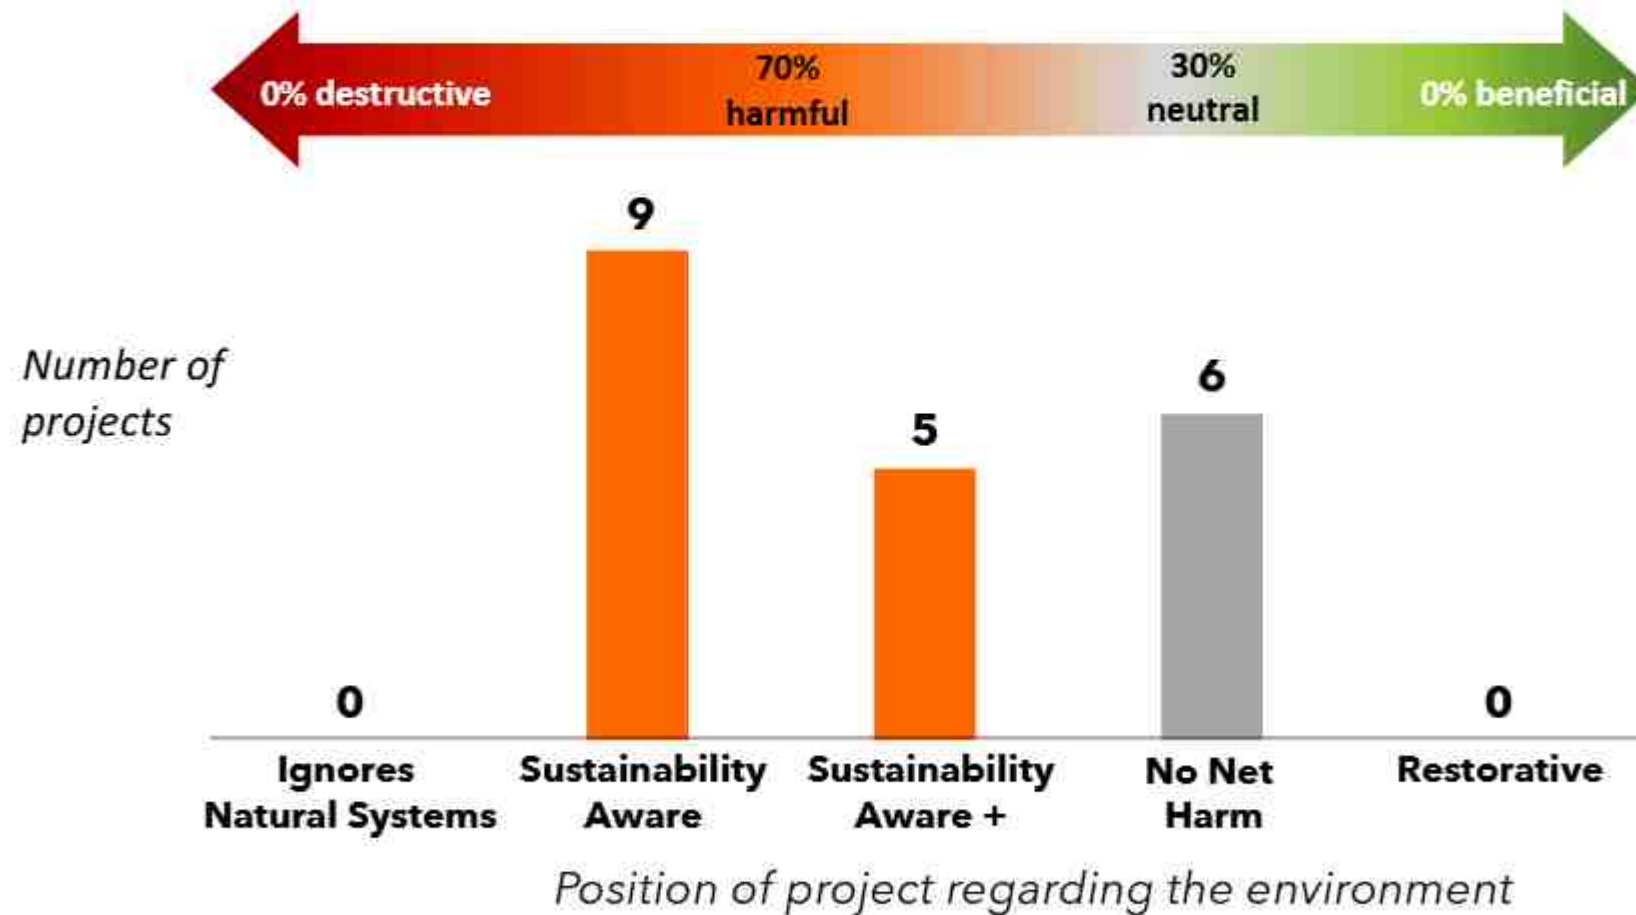 0% destructive
70%
harmful
30%
neutral
0% beneficial
9
6
5
Number of
projects
0
0
Ignores
Natural Systems
Sustainability
Aware
Sustainability
Aware +
No Net
Harm
Restorative
Position of project regarding the environment